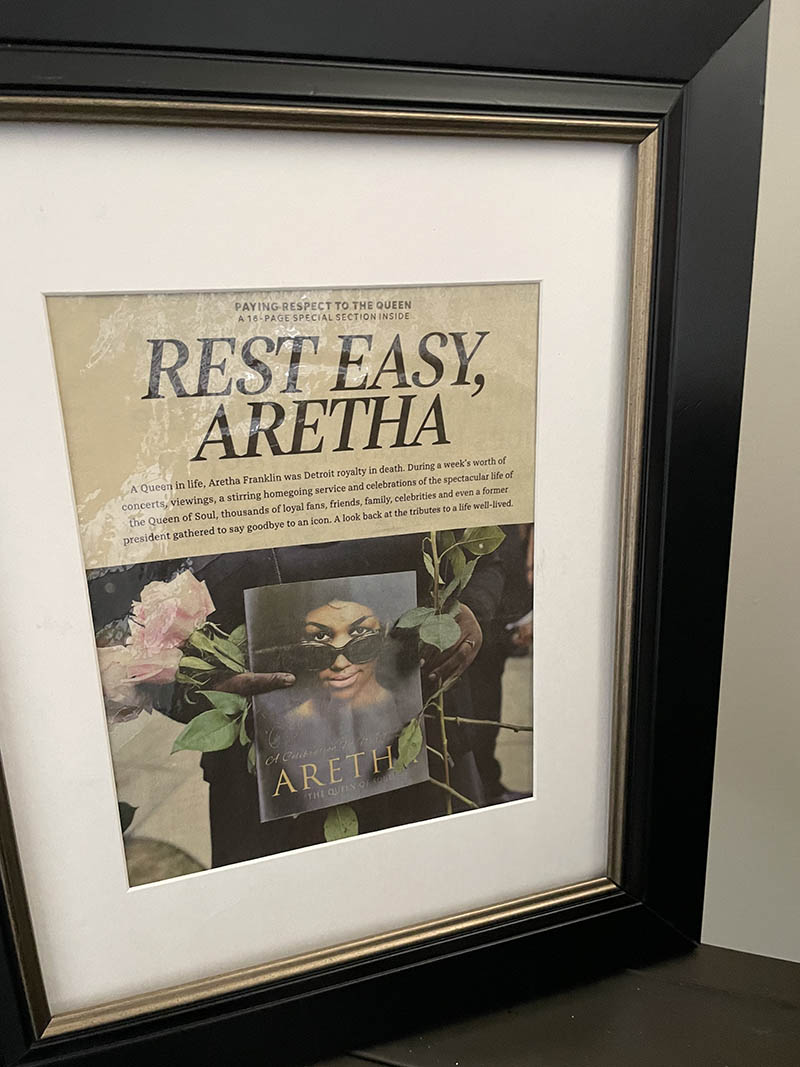 PAYING RESPECT TO THE QUEEN
A 16-PAGE SPECIAL SECTION INSIDE
REST EASY,
ARETHA
A Queen in life, Aretha Franklin was Detroit royalty in death. During a week's worth of
concerts, viewings, a stirring homegoing service and celebrations of the spectacular life of
the Queen of Soul, thousands of loyal fans, friends, family, celebrities and even a former
president gathered to say goodbye to an icon. A look back at the tributes to a life well-lived.
A Celebration
ARETHA
THE QUEEN OF SOUL